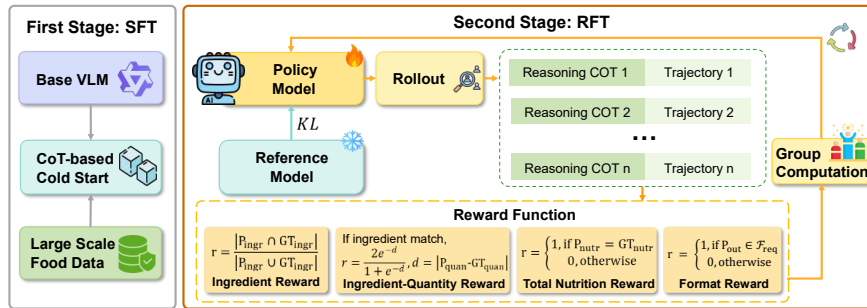 First Stage: SFT
Base VLM
CoT-based
Cold Start
Large Scale
Food Data
Second Stage: RFT
AI
Policy
Model
Rollout
KL
Reference
Model
Reasoning COT 1 Trajectory 1
Reasoning COT 2 Trajectory 2
...
Reasoning COT n Trajectory n
Group
Computation
Reward Function
r = |P_ingr ∩ GT_ingr| / |P_ingr ∪ GT_ingr|
Ingredient Reward
If ingredient match,
r = 2e^{-d} / (1 + e^{-d}), d = |P_quan-GT_quan|
Ingredient-Quantity Reward
r = { 1, if P_nutr = GT_nutr
0, otherwise
Total Nutrition Reward
r = { 1, if P_out ∈ ℱ_req
0, otherwise
Format Reward